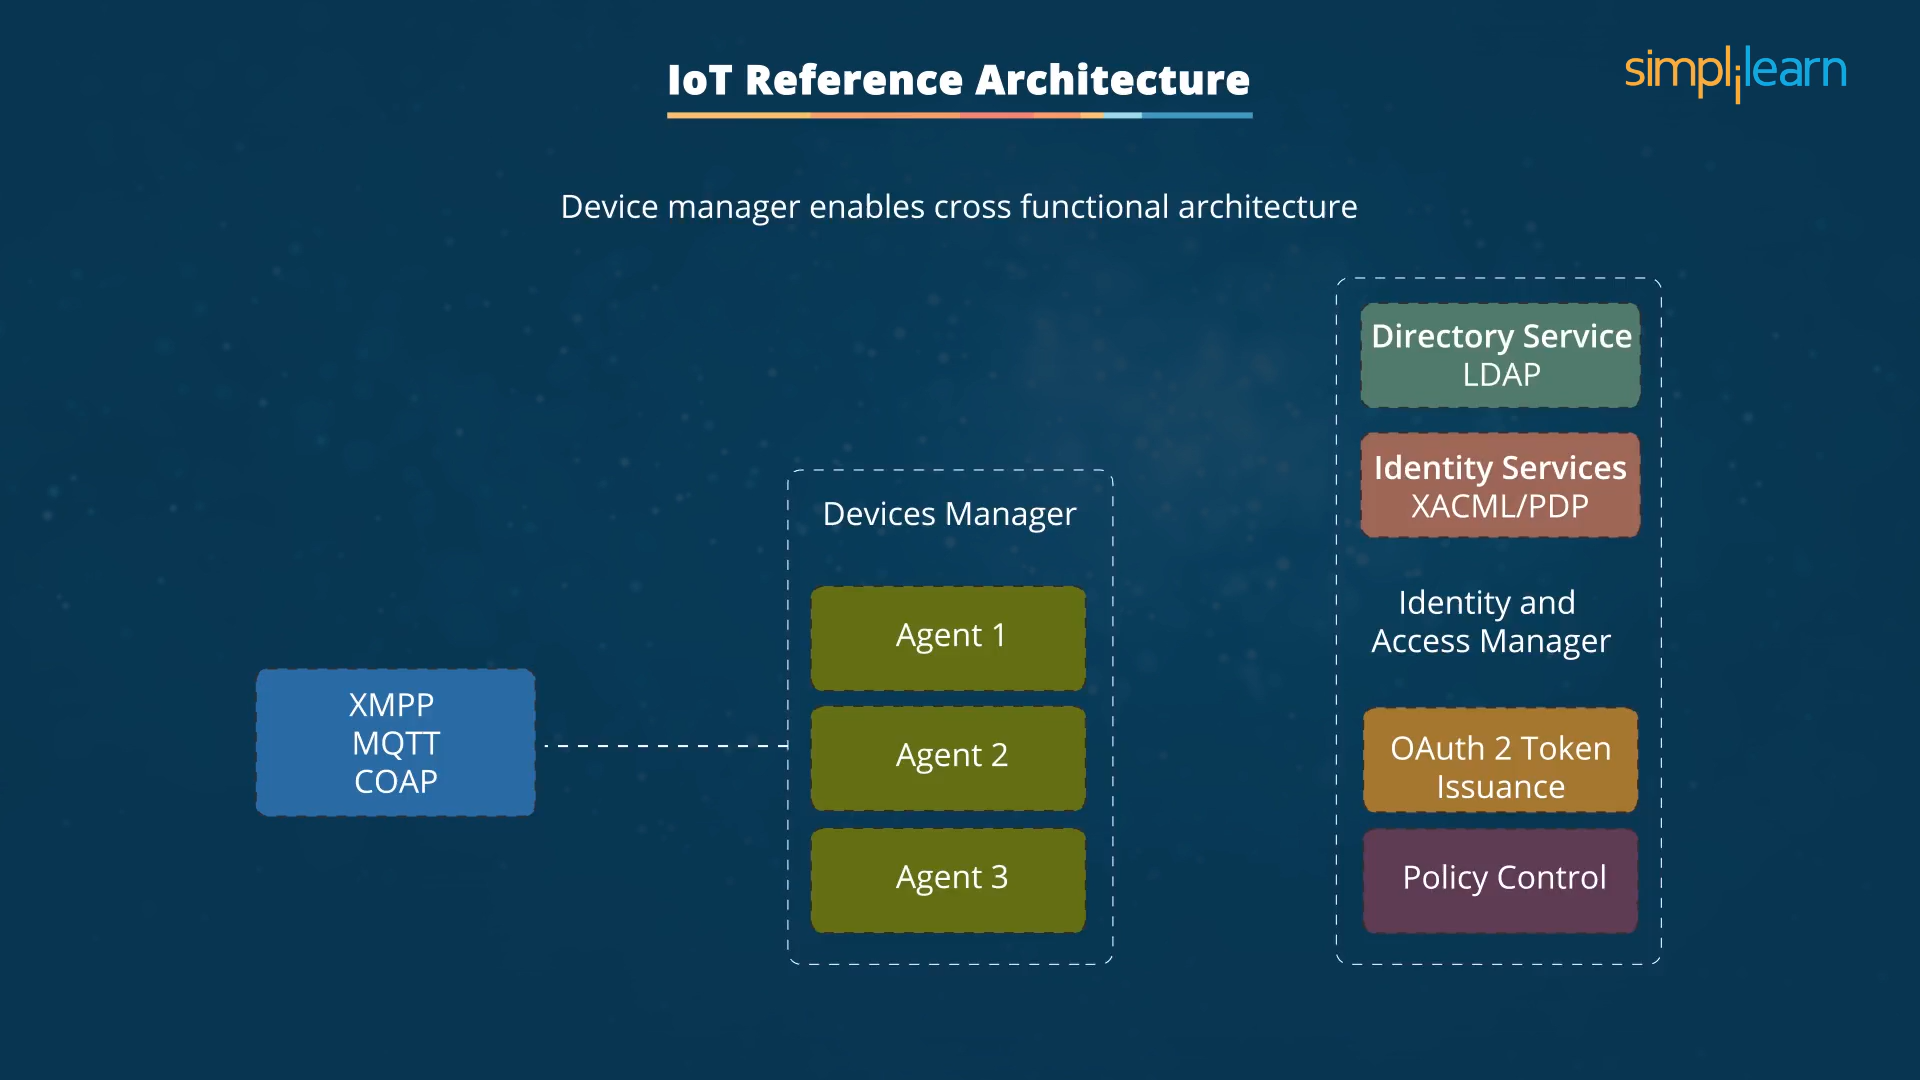 IoT Reference Architecture
simplilearn
Device manager enables cross functional architecture
XMPP
MQTT
COAP
Devices Manager
Agent 1
Agent 2
Agent 3
Directory Service
LDAP
Identity Services
XACML/PDP
Identity and
Access Manager
OAuth 2 Token
Issuance
Policy Control